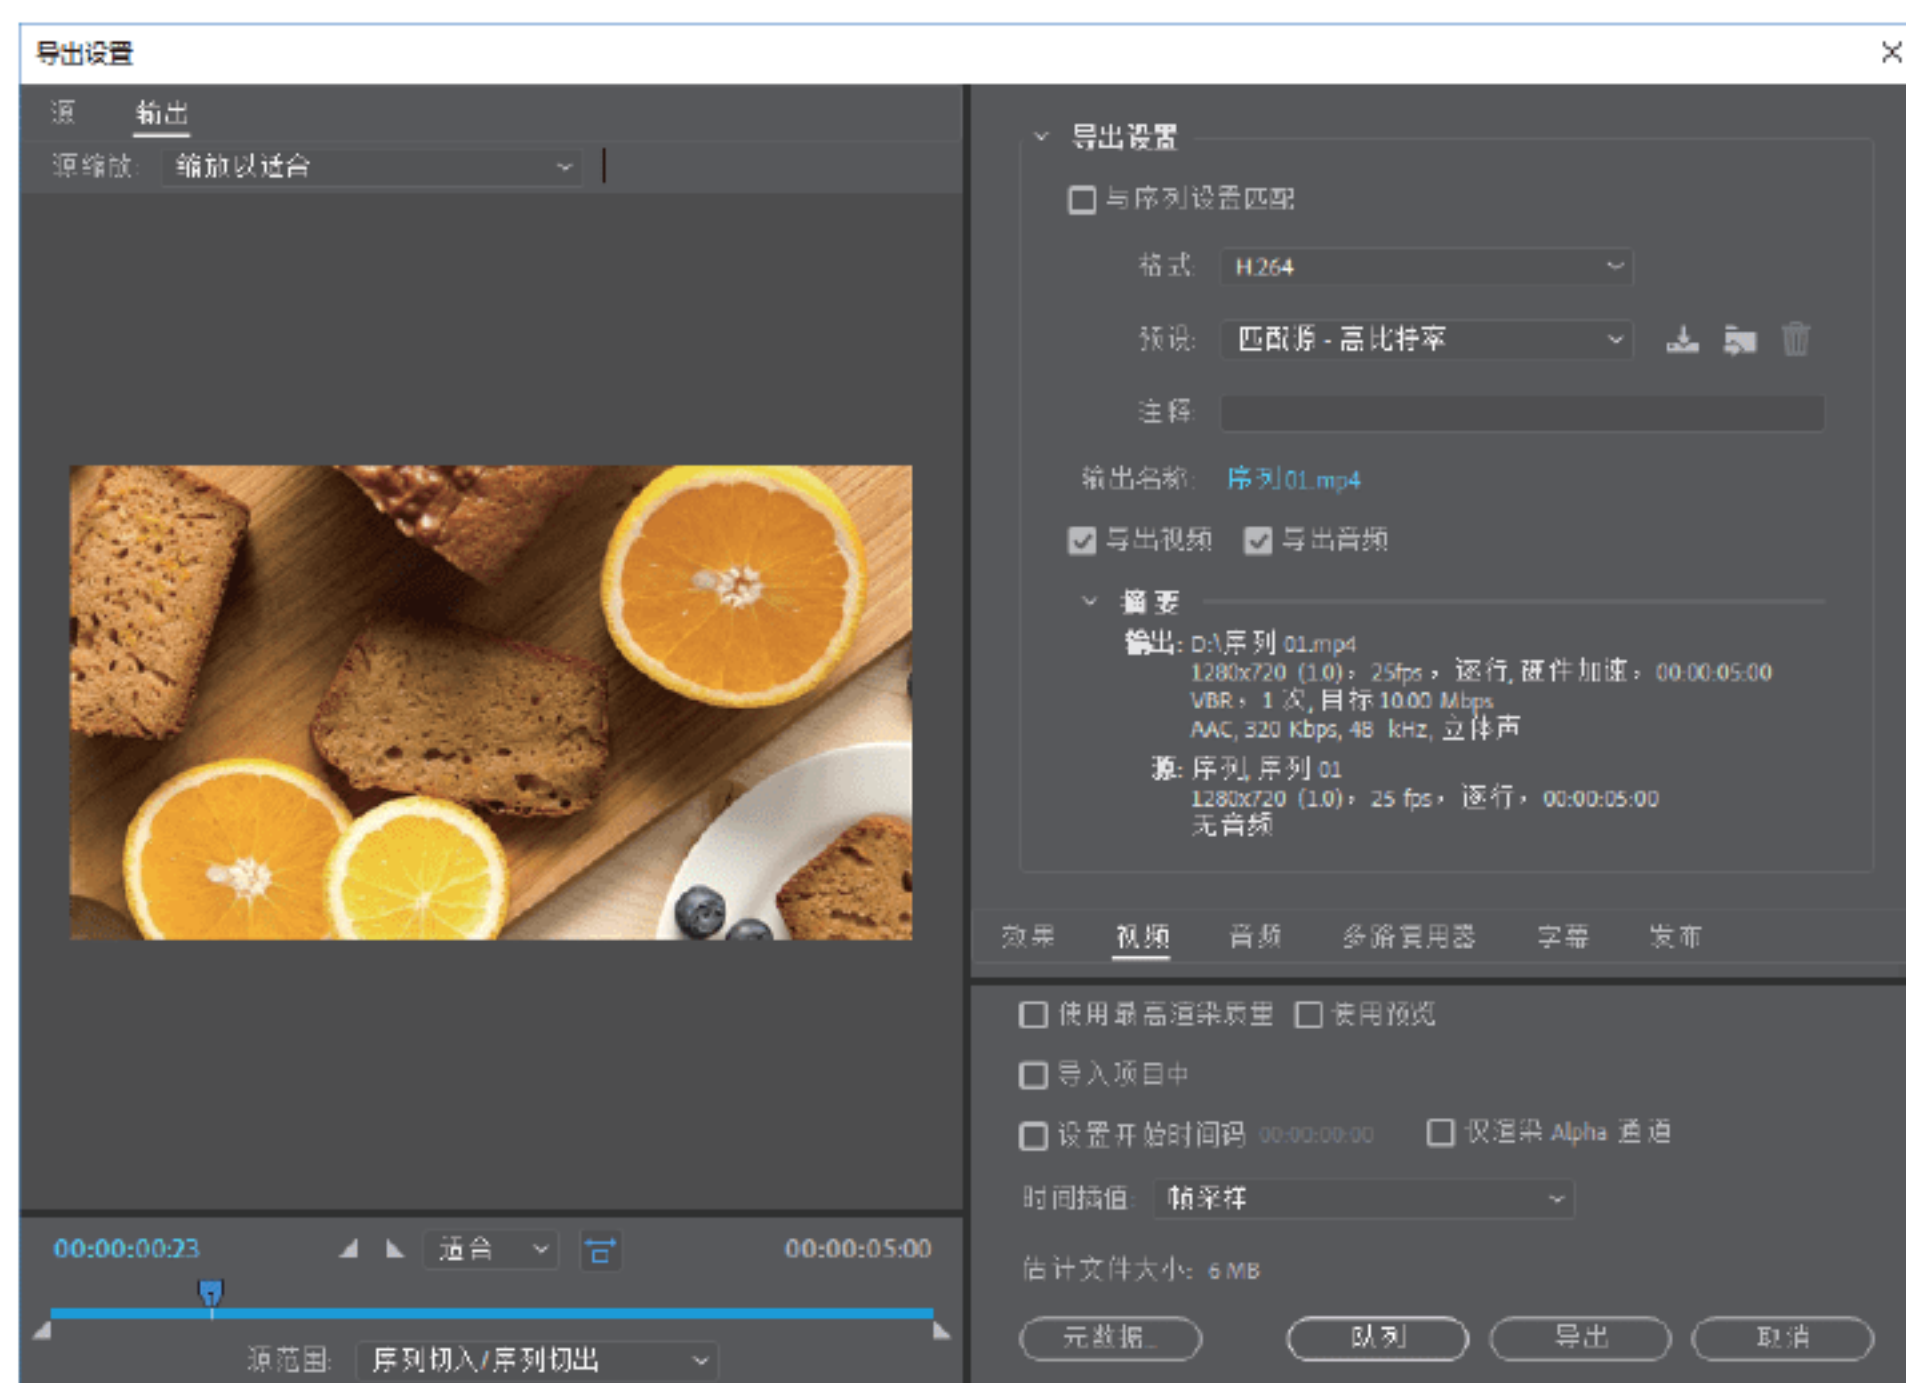 导出设置
源 输出
源缩放: 缩放以适合
00:00:00:23 适合 00:00:05:00
源范围: 序列切入/序列切出
导出设置
与序列设置匹配
格式: H.264
预设: 匹配源 - 高比特率
注释:
输出名称: 序列 01.mp4
导出视频 导出音频
摘要
输出: D:\序列 01.mp4
1280x720 (1.0), 25fps, 逐行, 硬件加速, 00:00:05:00
VBR, 1 次, 目标 10.00 Mbps
AAC, 320 Kbps, 48 kHz, 立体声
源: 序列, 序列 01
1280x720 (1.0), 25 fps, 逐行, 00:00:05:00
无音频
效果 视频 音频 多路复用器 字幕 发布
使用最高渲染质量 使用预览
导入项目中
设置开始时间码 00:00:00:00 仅渲染 Alpha 通道
时间插值: 帧采样
估计文件大小: 6 MB
元数据... 队列 导出 取消